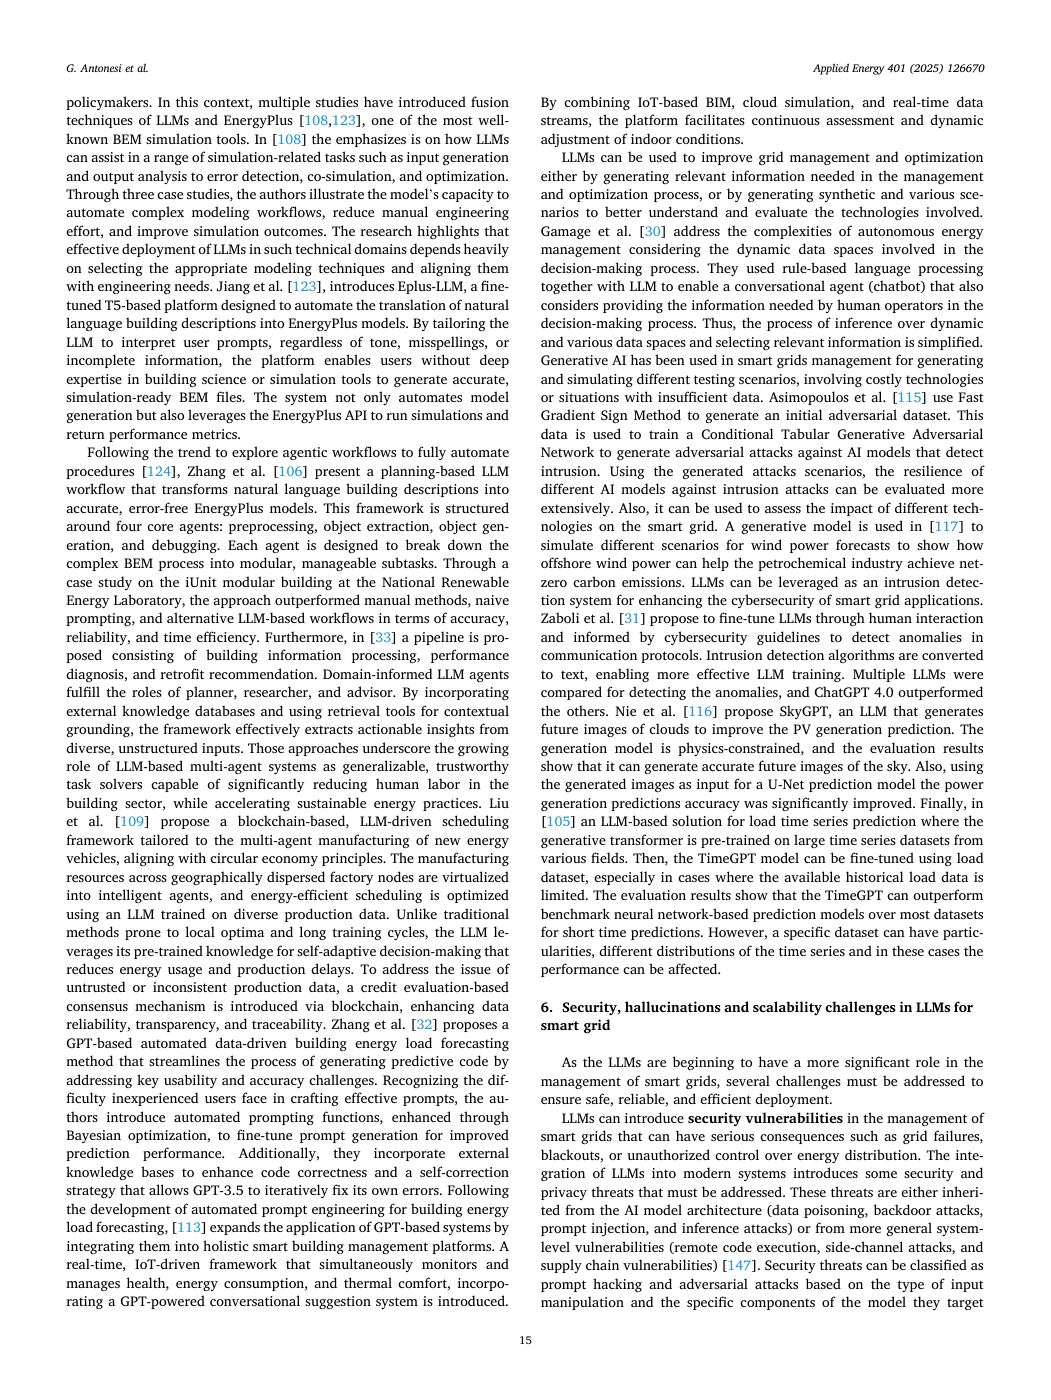 G. Antonesi et al.
Applied Energy 401 (2025) 126670
policymakers. In this context, multiple studies have introduced fusion
techniques of LLMs and EnergyPlus [108,123], one of the most well-
known BEM simulation tools. In [108] the emphasizes is on how LLMs
can assist in a range of simulation-related tasks such as input generation
and output analysis to error detection, co-simulation, and optimization.
Through three case studies, the authors illustrate the model's capacity to
automate complex modeling workflows, reduce manual engineering
effort, and improve simulation outcomes. The research highlights that
effective deployment of LLMs in such technical domains depends heavily
on selecting the appropriate modeling techniques and aligning them
with engineering needs. Jiang et al. [123], introduces Eplus-LLM, a fine-
tuned T5-based platform designed to automate the translation of natural
language building descriptions into EnergyPlus models. By tailoring the
LLM to interpret user prompts, regardless of tone, misspellings, or
incomplete information, the platform enables users without deep
expertise in building science or simulation tools to generate accurate,
simulation-ready BEM files. The system not only automates model
generation but also leverages the EnergyPlus API to run simulations and
return performance metrics.
Following the trend to explore agentic workflows to fully automate
procedures [124], Zhang et al. [106] present a planning-based LLM
workflow that transforms natural language building descriptions into
accurate, error-free EnergyPlus models. This framework is structured
around four core agents: preprocessing, object extraction, object gen-
eration, and debugging. Each agent is designed to break down the
complex BEM process into modular, manageable subtasks. Through a
case study on the iUnit modular building at the National Renewable
Energy Laboratory, the approach outperformed manual methods, naive
prompting, and alternative LLM-based workflows in terms of accuracy,
reliability, and time efficiency. Furthermore, in [33] a pipeline is pro-
posed consisting of building information processing, performance
diagnosis, and retrofit recommendation. Domain-informed LLM agents
fulfill the roles of planner, researcher, and advisor. By incorporating
external knowledge databases and using retrieval tools for contextual
grounding, the framework effectively extracts actionable insights from
diverse, unstructured inputs. Those approaches underscore the growing
role of LLM-based multi-agent systems as generalizable, trustworthy
task solvers capable of significantly reducing human labor in the
building sector, while accelerating sustainable energy practices. Liu
et al. [109] propose a blockchain-based, LLM-driven scheduling
framework tailored to the multi-agent manufacturing of new energy
vehicles, aligning with circular economy principles. The manufacturing
resources across geographically dispersed factory nodes are virtualized
into intelligent agents, and energy-efficient scheduling is optimized
using an LLM trained on diverse production data. Unlike traditional
methods prone to local optima and long training cycles, the LLM le-
verages its pre-trained knowledge for self-adaptive decision-making that
reduces energy usage and production delays. To address the issue of
untrusted or inconsistent production data, a credit evaluation-based
consensus mechanism is introduced via blockchain, enhancing data
reliability, transparency, and traceability. Zhang et al. [32] proposes a
GPT-based automated data-driven building energy load forecasting
method that streamlines the process of generating predictive code by
addressing key usability and accuracy challenges. Recognizing the dif-
ficulty inexperienced users face in crafting effective prompts, the au-
thors introduce automated prompting functions, enhanced through
Bayesian optimization, to fine-tune prompt generation for improved
prediction performance. Additionally, they incorporate external
knowledge bases to enhance code correctness and a self-correction
strategy that allows GPT-3.5 to iteratively fix its own errors. Following
the development of automated prompt engineering for building energy
load forecasting, [113] expands the application of GPT-based systems by
integrating them into holistic smart building management platforms. A
real-time, IoT-driven framework that simultaneously monitors and
manages health, energy consumption, and thermal comfort, incorpo-
rating a GPT-powered conversational suggestion system is introduced.
By combining IoT-based BIM, cloud simulation, and real-time data
streams, the platform facilitates continuous assessment and dynamic
adjustment of indoor conditions.
LLMs can be used to improve grid management and optimization
either by generating relevant information needed in the management
and optimization process, or by generating synthetic and various sce-
narios to better understand and evaluate the technologies involved.
Gamage et al. [30] address the complexities of autonomous energy
management considering the dynamic data spaces involved in the
decision-making process. They used rule-based language processing
together with LLM to enable a conversational agent (chatbot) that also
considers providing the information needed by human operators in the
decision-making process. Thus, the process of inference over dynamic
and various data spaces and selecting relevant information is simplified.
Generative AI has been used in smart grids management for generating
and simulating different testing scenarios, involving costly technologies
or situations with insufficient data. Asimopoulos et al. [115] use Fast
Gradient Sign Method to generate an initial adversarial dataset. This
data is used to train a Conditional Tabular Generative Adversarial
Network to generate adversarial attacks against AI models that detect
intrusion. Using the generated attacks scenarios, the resilience of
different AI models against intrusion attacks can be evaluated more
extensively. Also, it can be used to assess the impact of different tech-
nologies on the smart grid. A generative model is used in [117] to
simulate different scenarios for wind power forecasts to show how
offshore wind power can help the petrochemical industry achieve net-
zero carbon emissions. LLMs can be leveraged as an intrusion detec-
tion system for enhancing the cybersecurity of smart grid applications.
Zaboli et al. [31] propose to fine-tune LLMs through human interaction
and informed by cybersecurity guidelines to detect anomalies in
communication protocols. Intrusion detection algorithms are converted
to text, enabling more effective LLM training. Multiple LLMs were
compared for detecting the anomalies, and ChatGPT 4.0 outperformed
the others. Nie et al. [116] propose SkyGPT, an LLM that generates
future images of clouds to improve the PV generation prediction. The
generation model is physics-constrained, and the evaluation results
show that it can generate accurate future images of the sky. Also, using
the generated images as input for a U-Net prediction model the power
generation predictions accuracy was significantly improved. Finally, in
[105] an LLM-based solution for load time series prediction where the
generative transformer is pre-trained on large time series datasets from
various fields. Then, the TimeGPT model can be fine-tuned using load
dataset, especially in cases where the available historical load data is
limited. The evaluation results show that the TimeGPT can outperform
benchmark neural network-based prediction models over most datasets
for short time predictions. However, a specific dataset can have partic-
ularities, different distributions of the time series and in these cases the
performance can be affected.
6. Security, hallucinations and scalability challenges in LLMs for
smart grid
As the LLMs are beginning to have a more significant role in the
management of smart grids, several challenges must be addressed to
ensure safe, reliable, and efficient deployment.
LLMs can introduce security vulnerabilities in the management of
smart grids that can have serious consequences such as grid failures,
blackouts, or unauthorized control over energy distribution. The inte-
gration of LLMs into modern systems introduces some security and
privacy threats that must be addressed. These threats are either inheri-
ted from the AI model architecture (data poisoning, backdoor attacks,
prompt injection, and inference attacks) or from more general system-
level vulnerabilities (remote code execution, side-channel attacks, and
supply chain vulnerabilities) [147]. Security threats can be classified as
prompt hacking and adversarial attacks based on the type of input
manipulation and the specific components of the model they target
15